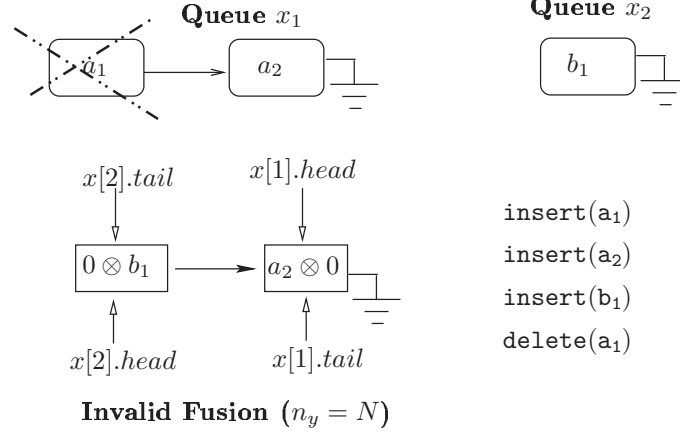 Queue x₁
Queue x₂
a₁
a₂
b₁
x[2].tail
x[1].head
0 ⊗ b₁
a₂ ⊗ 0
x[2].head
x[1].tail
insert(a₁)
insert(a₂)
insert(b₁)
delete(a₁)
Invalid Fusion (n_y = N)